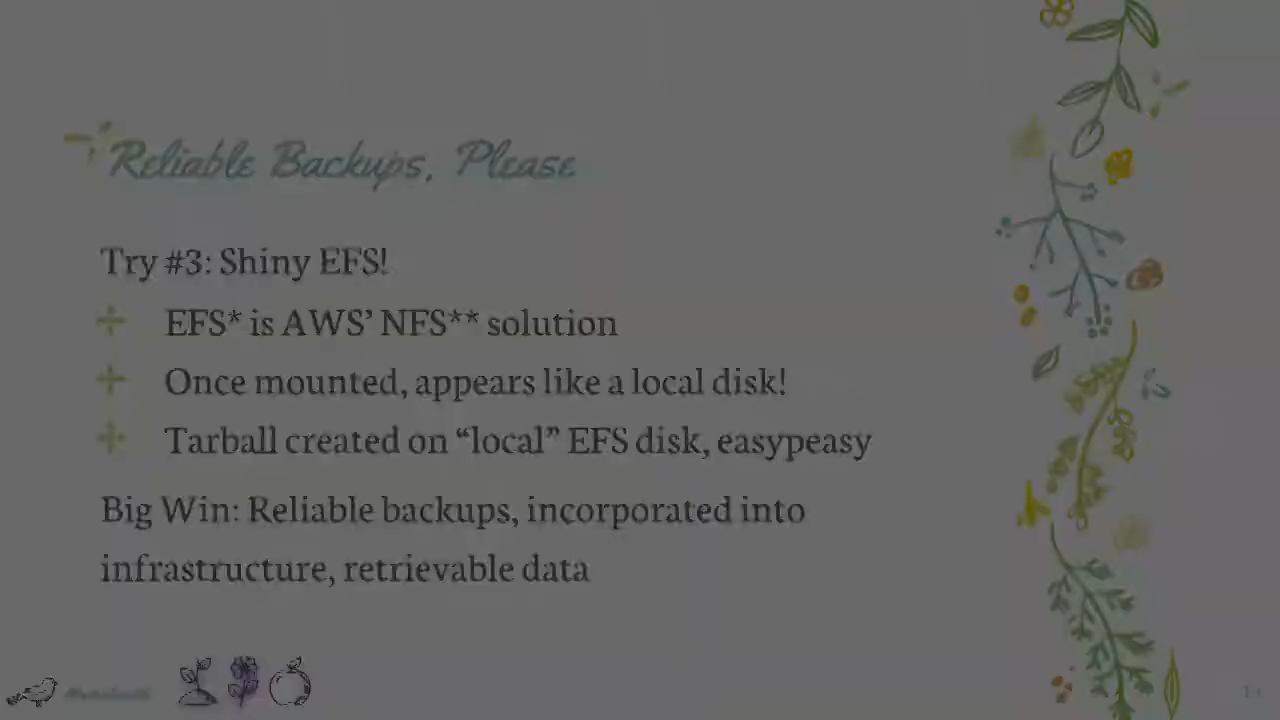 Reliable Backups, Please
Try #3: Shiny EFS!
EFS* is AWS’ NFS** solution
Once mounted, appears like a local disk!
Tarball created on “local” EFS disk, easypeasy
Big Win: Reliable backups, incorporated into
infrastructure, retrievable data